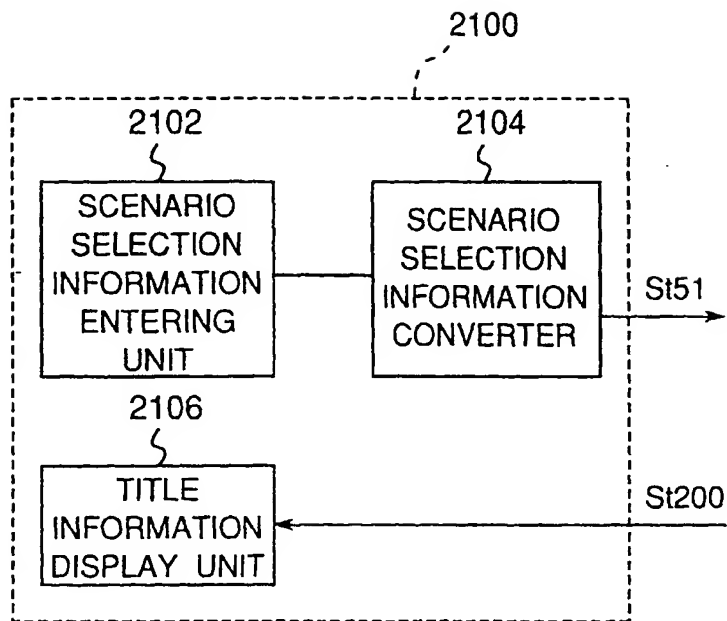 2100
2102
2104
SCENARIO
SELECTION
INFORMATION
ENTERING
UNIT
SCENARIO
SELECTION
INFORMATION
CONVERTER
St51
2106
TITLE
INFORMATION
DISPLAY UNIT
St200